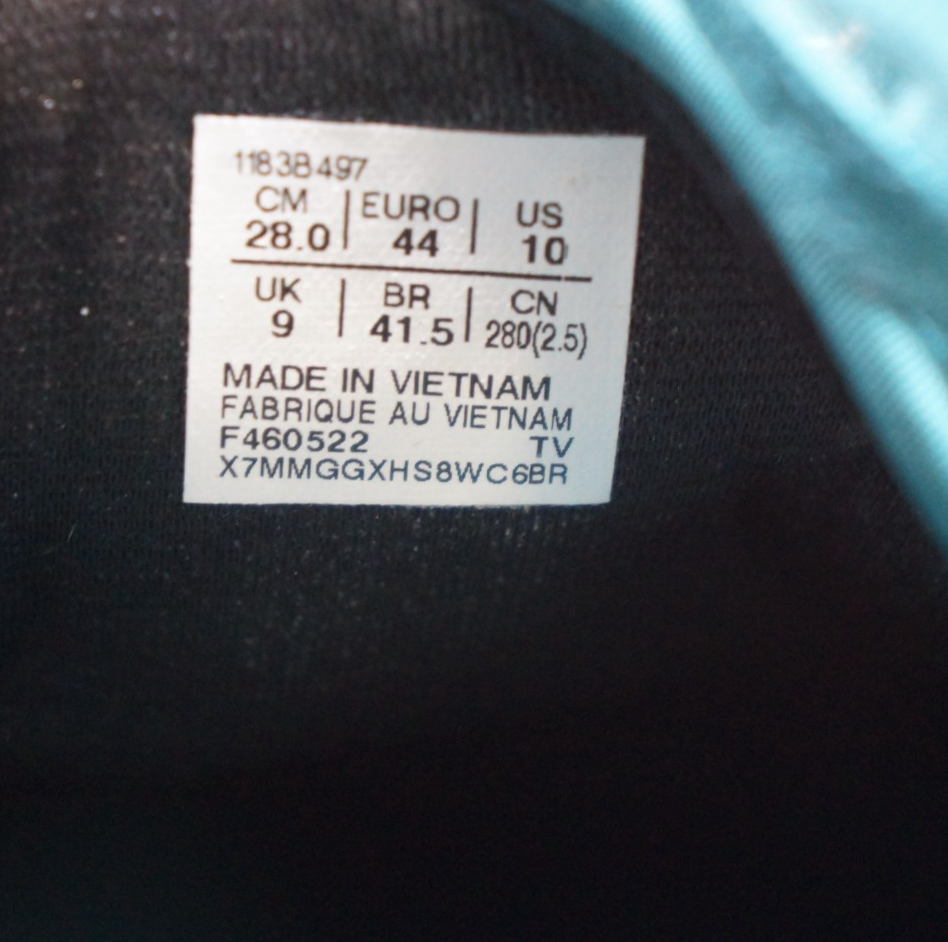 11838497
CM | EURO | US
28.0 | 44 | 10
UK | BR | CN
9 | 41.5 | 280(2.5)
MADE IN VIETNAM
FABRIQUE AU VIETNAM
F460522 TV
X7MMGGXHS8WC6BR